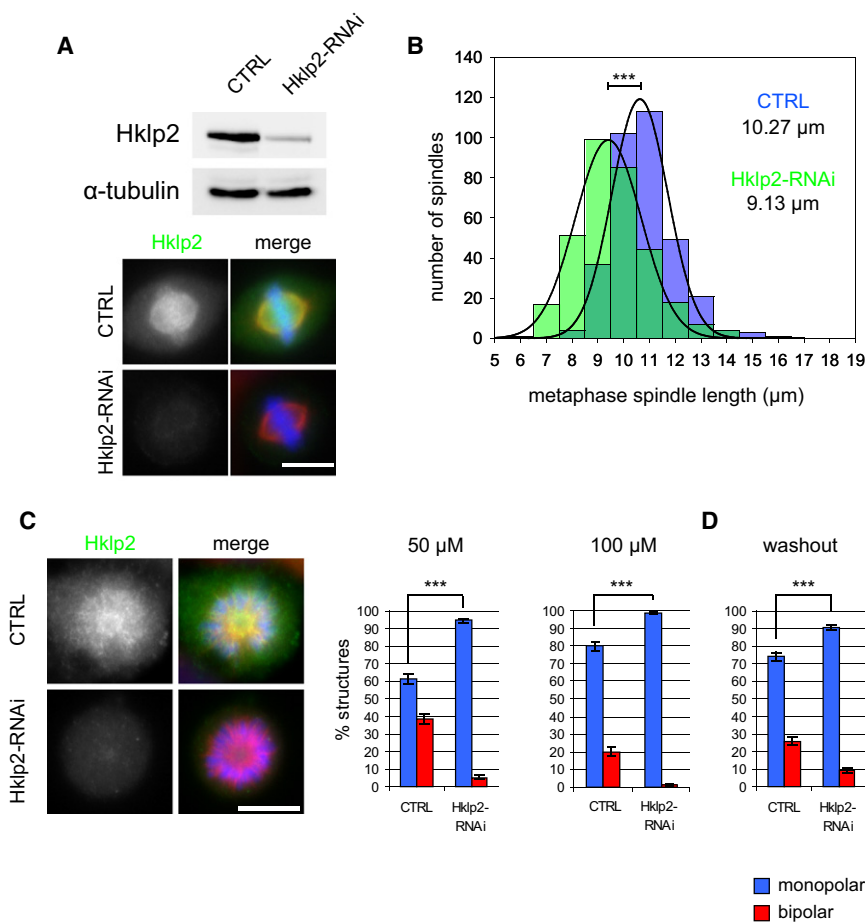 A
CTRL
Hklp2-RNAi
Hklp2
α-tubulin
Hklp2 merge
CTRL
Hklp2-RNAi
B
number of spindles
140
120
100
80
60
40
20
0
5 6 7 8 9 10 11 12 13 14 15 16 17 18 19
metaphase spindle length (µm)
***
CTRL
10.27 µm
Hklp2-RNAi
9.13 µm
C
Hklp2 merge
CTRL
Hklp2-RNAi
50 µM
***
% structures
100
90
80
70
60
50
40
30
20
10
0
CTRL Hklp2-
RNAi
100 µM
***
100
90
80
70
60
50
40
30
20
10
0
CTRL Hklp2-
RNAi
D
washout
***
100
90
80
70
60
50
40
30
20
10
0
CTRL Hklp2-
RNAi
monopolar
bipolar